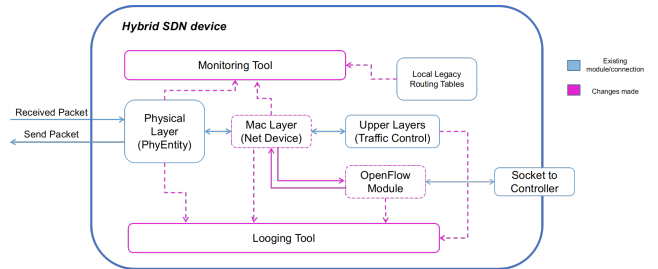 Hybrid SDN device
Monitoring Tool
Local Legacy
Routing Tables
Existing
module/connection
Changes made
Received Packet
Send Packet
Physical
Layer
(PhyEntity)
Mac Layer
(Net Device)
Upper Layers
(Traffic Control)
OpenFlow
Module
Socket to
Controller
Looging Tool